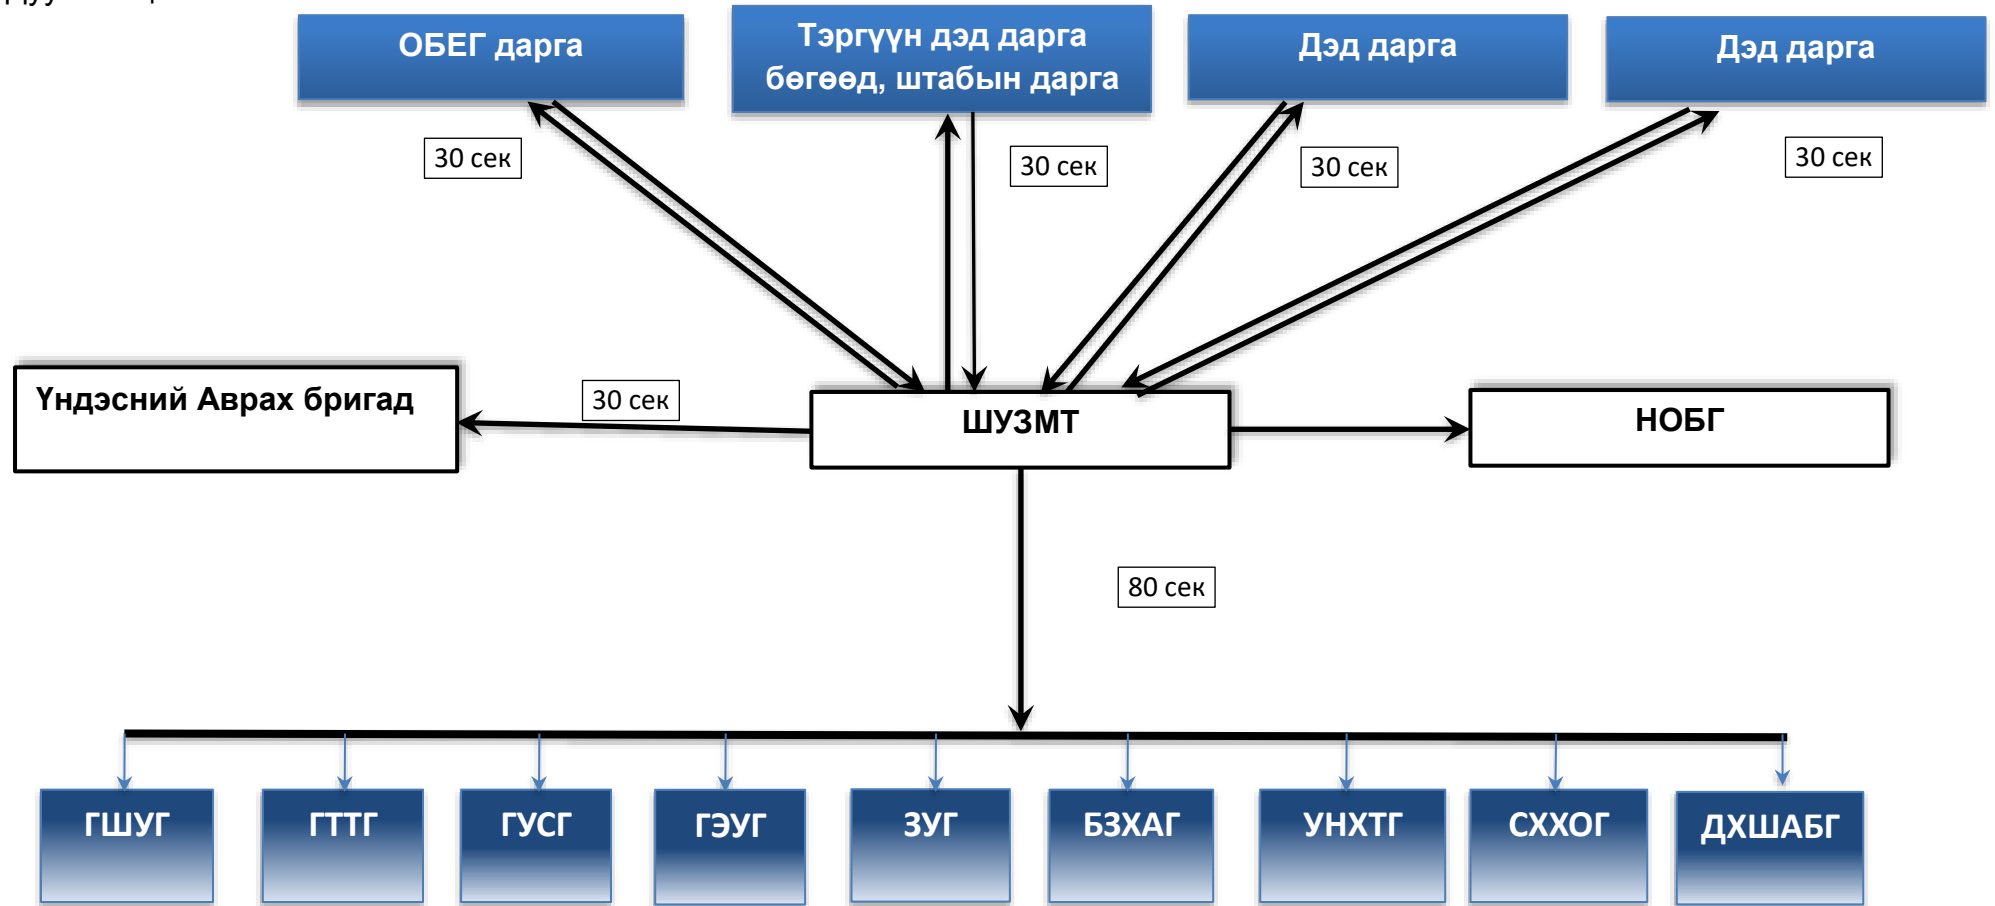 ОБЕГ дарга
Тэргүүн дэд дарга
бөгөөд, штабын дарга
Дэд дарга
Дэд дарга
30 сек
30 сек
30 сек
30 сек
Үндэсний Аврах бригад
30 сек
ШУЗМТ
НОБГ
80 сек
ГШУГ
ГТТГ
ГУСГ
ГЭУГ
ЗУГ
БЗХАГ
УНХТГ
СХХОГ
ДХШАБГ